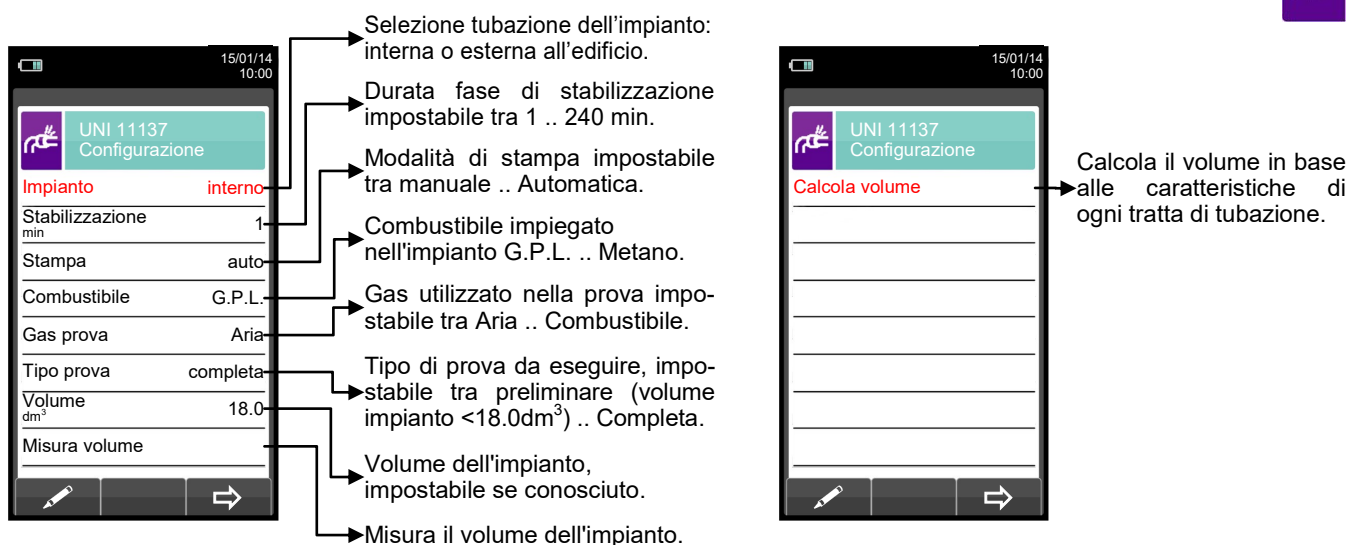 15/01/14
10:00
UNI 11137
Configurazione
Impianto interno
Stabilizzazione
min
1
Stampa auto
Combustibile G.P.L.
Gas prova Aria
Tipo prova completa
Volume
dm³
18.0
Misura volume
Selezione tubazione dell'impianto:
interna o esterna all'edificio.
Durata fase di stabilizzazione
impostabile tra 1 .. 240 min.
Modalità di stampa impostabile
tra manuale .. Automatica.
Combustibile impiegato
nell'impianto G.P.L. .. Metano.
Gas utilizzato nella prova impo-
stabile tra Aria .. Combustibile.
Tipo di prova da eseguire, impo-
stabile tra preliminare (volume
impianto <18.0dm³) .. Completa.
Volume dell'impianto,
impostabile se conosciuto.
Misura il volume dell'impianto.
15/01/14
10:00
UNI 11137
Configurazione
Calcola volume
Calcola il volume in base
alle caratteristiche di
ogni tratta di tubazione.